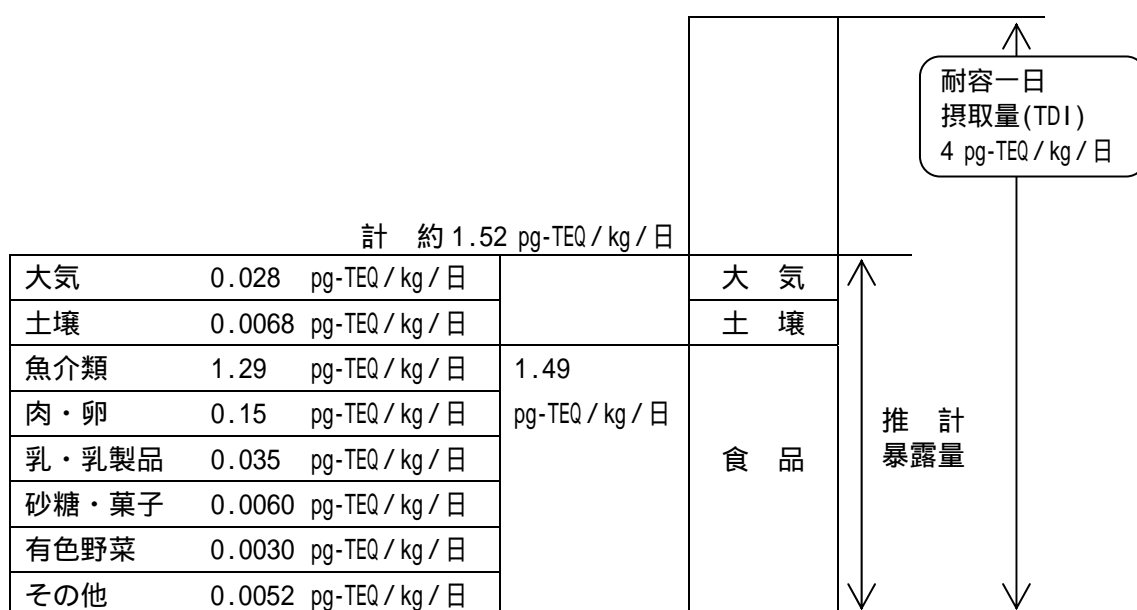 耐容一日
摂取量(TDI)
4 pg-TEQ/kg/日
計 約1.52 pg-TEQ/kg/日
大気 0.028 pg-TEQ/kg/日 大 気
土壌 0.0068 pg-TEQ/kg/日 土 壌
魚介類 1.29 pg-TEQ/kg/日 1.49
肉・卵 0.15 pg-TEQ/kg/日 pg-TEQ/kg/日
推 計
乳・乳製品 0.035 pg-TEQ/kg/日 食 品 暴露量
砂糖・菓子 0.0060 pg-TEQ/kg/日
有色野菜 0.0030 pg-TEQ/kg/日
その他 0.0052 pg-TEQ/kg/日